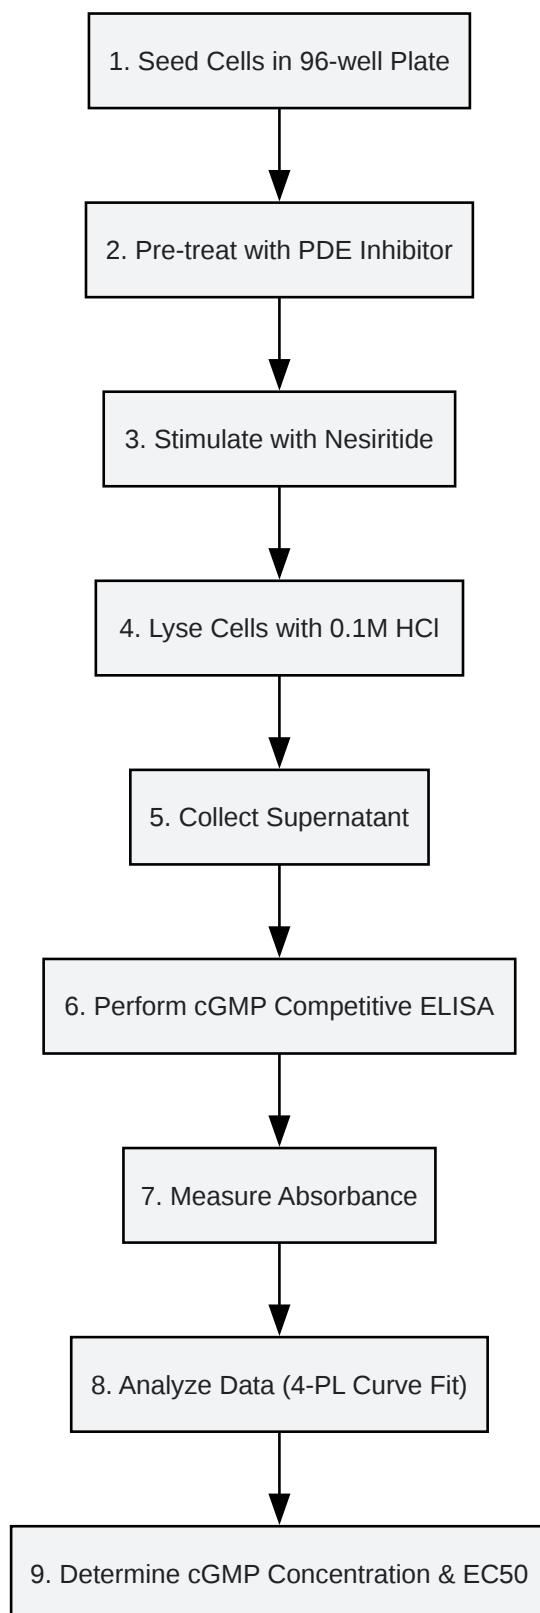 1. Seed Cells in 96-well Plate
2. Pre-treat with PDE Inhibitor
3. Stimulate with Nesiritide
4. Lyse Cells with 0.1M HCl
5. Collect Supernatant
6. Perform cGMP Competitive ELISA
7. Measure Absorbance
8. Analyze Data (4-PL Curve Fit)
9. Determine cGMP Concentration & EC50